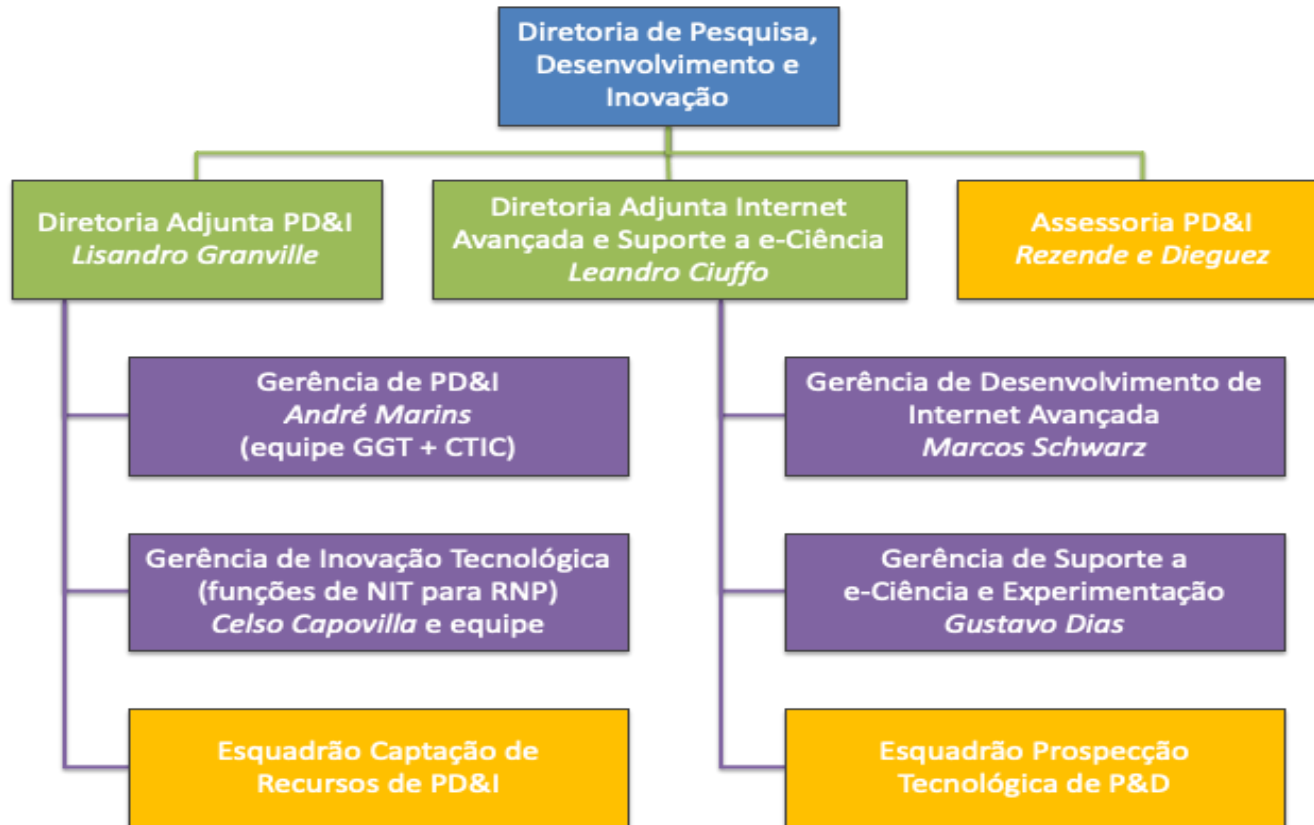 Diretoria de Pesquisa,
Desenvolvimento e
Inovação
Diretoria Adjunta PD&I
Lisandro Granville
Diretoria Adjunta Internet
Avançada e Suporte a e-Ciência
Leandro Ciuffo
Assessoria PD&I
Rezende e Dieguez
Gerência de PD&I
André Marins
(equipe GGT + CTIC)
Gerência de Desenvolvimento de
Internet Avançada
Marcos Schwarz
Gerência de Inovação Tecnológica
(funções de NIT para RNP)
Celso Capovilla e equipe
Gerência de Suporte a
e-Ciência e Experimentação
Gustavo Dias
Esquadrão Captação de
Recursos de PD&I
Esquadrão Prospecção
Tecnológica de P&D